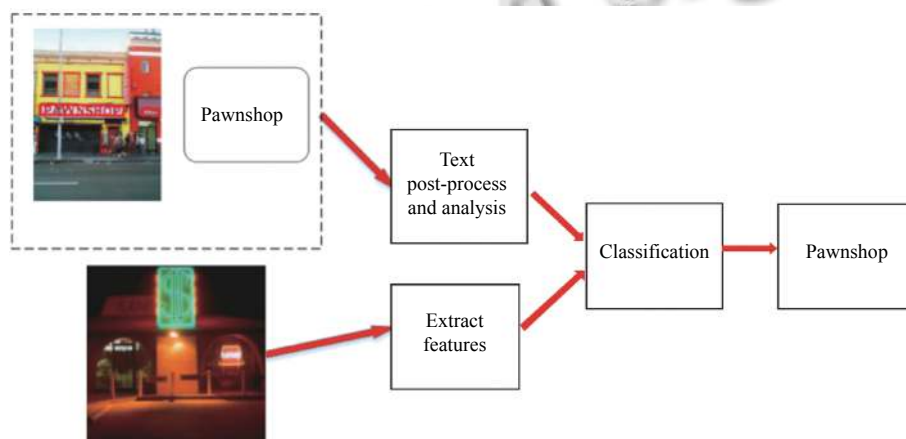 PAWNSHOP
Pawnshop
Text
post-process
and analysis
Classification
Pawnshop
Extract
features